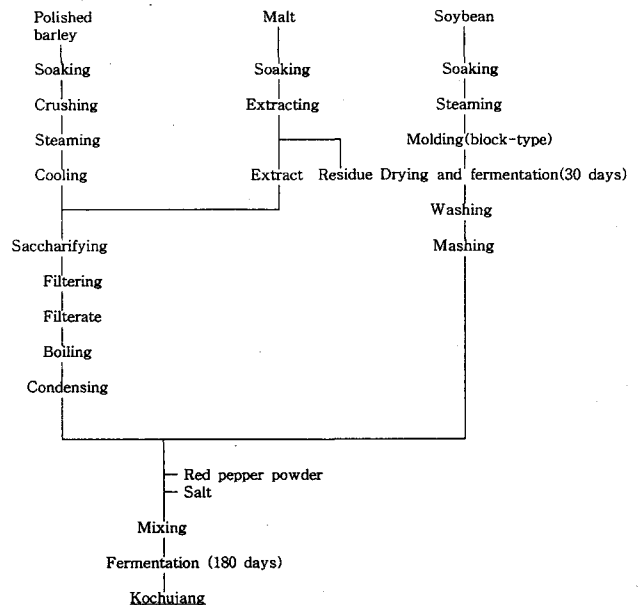 Polished
barley
Malt
Soybean
Soaking
Soaking
Soaking
Crushing
Extracting
Steaming
Steaming
Molding(block-type)
Cooling
Extract
Residue
Drying and fermentation(30 days)
Washing
Saccharifying
Mashing
Filtering
Filterate
Boiling
Condensing
Red pepper powder
Salt
Mixing
Fermentation (180 days)
Kochujang